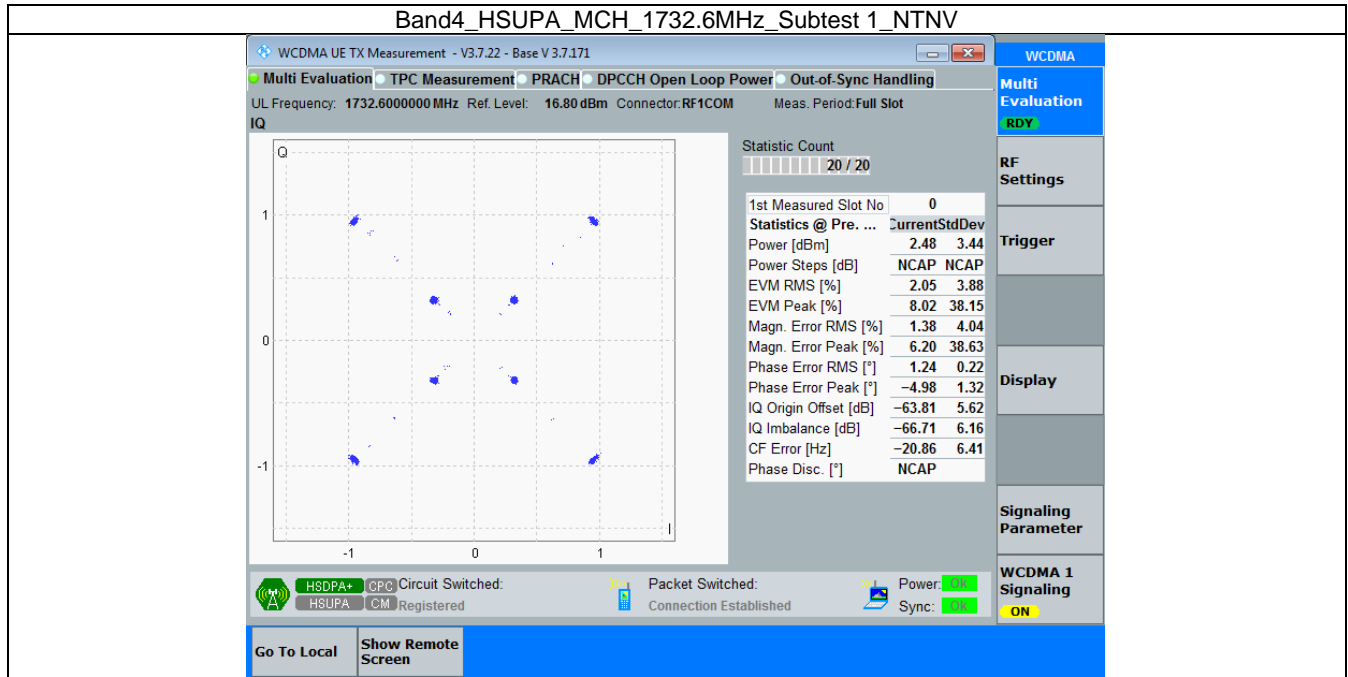 Band4_HSUPA_MCH_1732.6MHz_Subtest 1_NTNV
WCDMA UE TX Measurement - V3.7.22 - Base V 3.7.171
WCDMA
Multi Evaluation TPC Measurement PRACH DPCCH Open Loop Power Out-of-Sync Handling
UL Frequency: 1732.6000000 MHz Ref. Level: 16.80 dBm Connector:RF1COM Meas. Period:Full Slot
IQ
Q
1
0
-1
-1 0 1
I
Statistic Count
20 / 20
1st Measured Slot No 0
Statistics @ Pre. ... Current StdDev
Power [dBm] 2.48 3.44
Power Steps [dB] NCAP NCAP
EVM RMS [%] 2.05 3.88
EVM Peak [%] 8.02 38.15
Magn. Error RMS [%] 1.38 4.04
Magn. Error Peak [%] 6.20 38.63
Phase Error RMS [°] 1.24 0.22
Phase Error Peak [°] −4.98 1.32
IQ Origin Offset [dB] −63.81 5.62
IQ Imbalance [dB] −66.71 6.16
CF Error [Hz] −20.86 6.41
Phase Disc. [°] NCAP
Multi
Evaluation
RDY
RF
Settings
Trigger
Display
Signaling
Parameter
WCDMA 1
Signaling
ON
HSDPA+ CPC Circuit Switched: Packet Switched: Power: OK
HSUPA CM Registered Connection Established Sync: OK
Go To Local
Show Remote
Screen